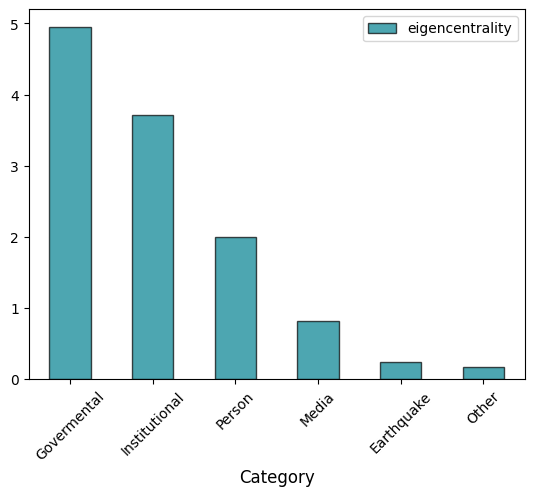 eigencentrality
5
4
3
2
1
0
Govermental
Institutional
Person
Media
Earthquake
Other
Category